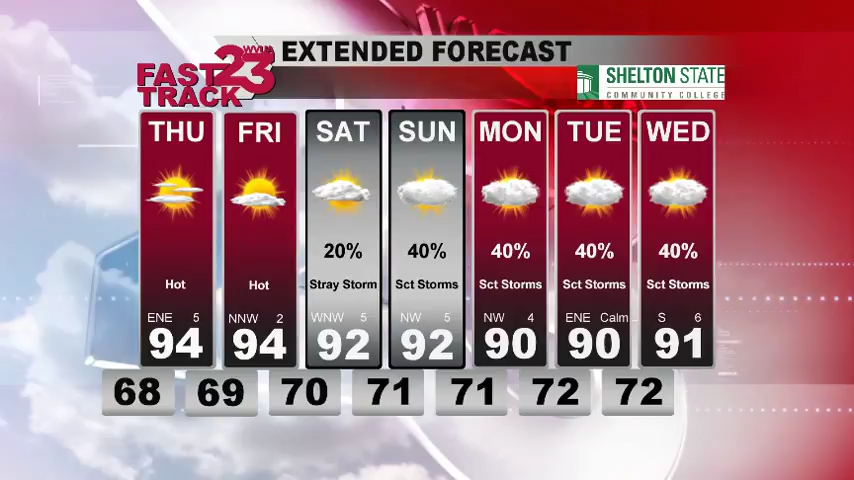 WVUA
23
FAST
TRACK
EXTENDED FORECAST
SHELTON STATE
COMMUNITY COLLEGE
THU FRI SAT SUN MON TUE WED
20% 40% 40% 40% 40%
Hot Hot Stray Storm Sct Storms Sct Storms Sct Storms Sct Storms
ENE 5 NNW 2 WNW 5 NW 5 NW 4 ENE Calm S 6
94 94 92 92 90 90 91
68 69 70 71 71 72 72